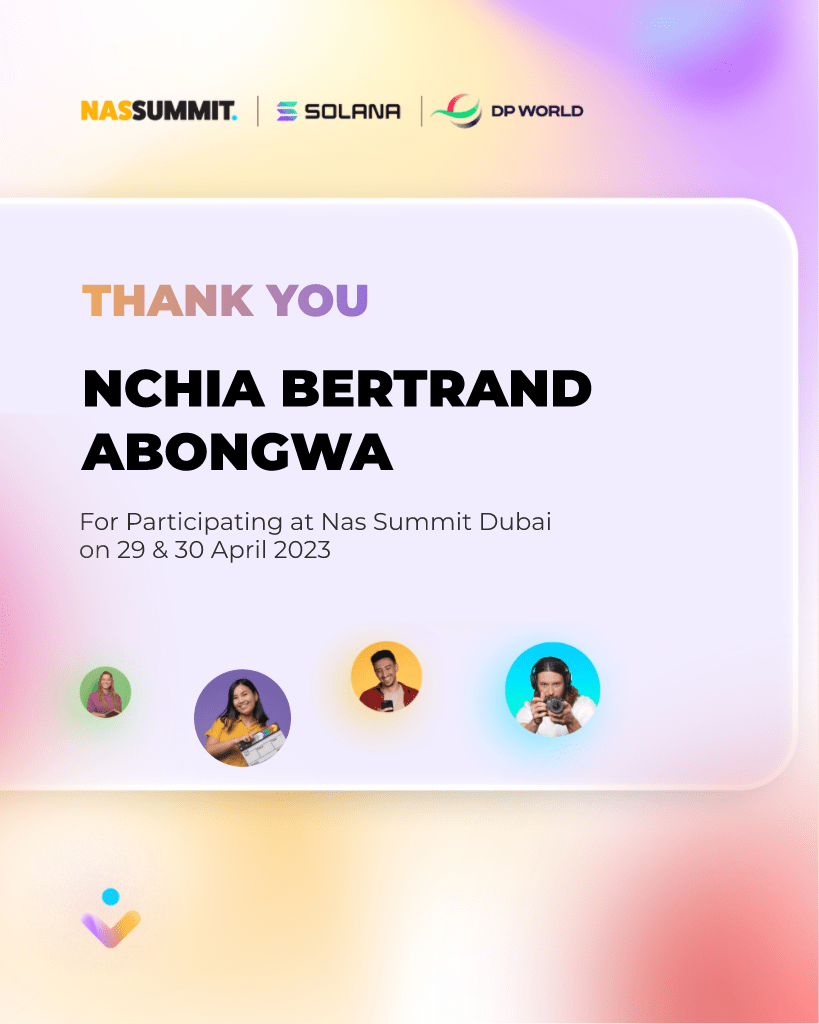 NASSUMMIT. | SOLANA | DP WORLD
THANK YOU
NCHIA BERTRAND
ABONGWA
For Participating at Nas Summit Dubai
on 29 & 30 April 2023